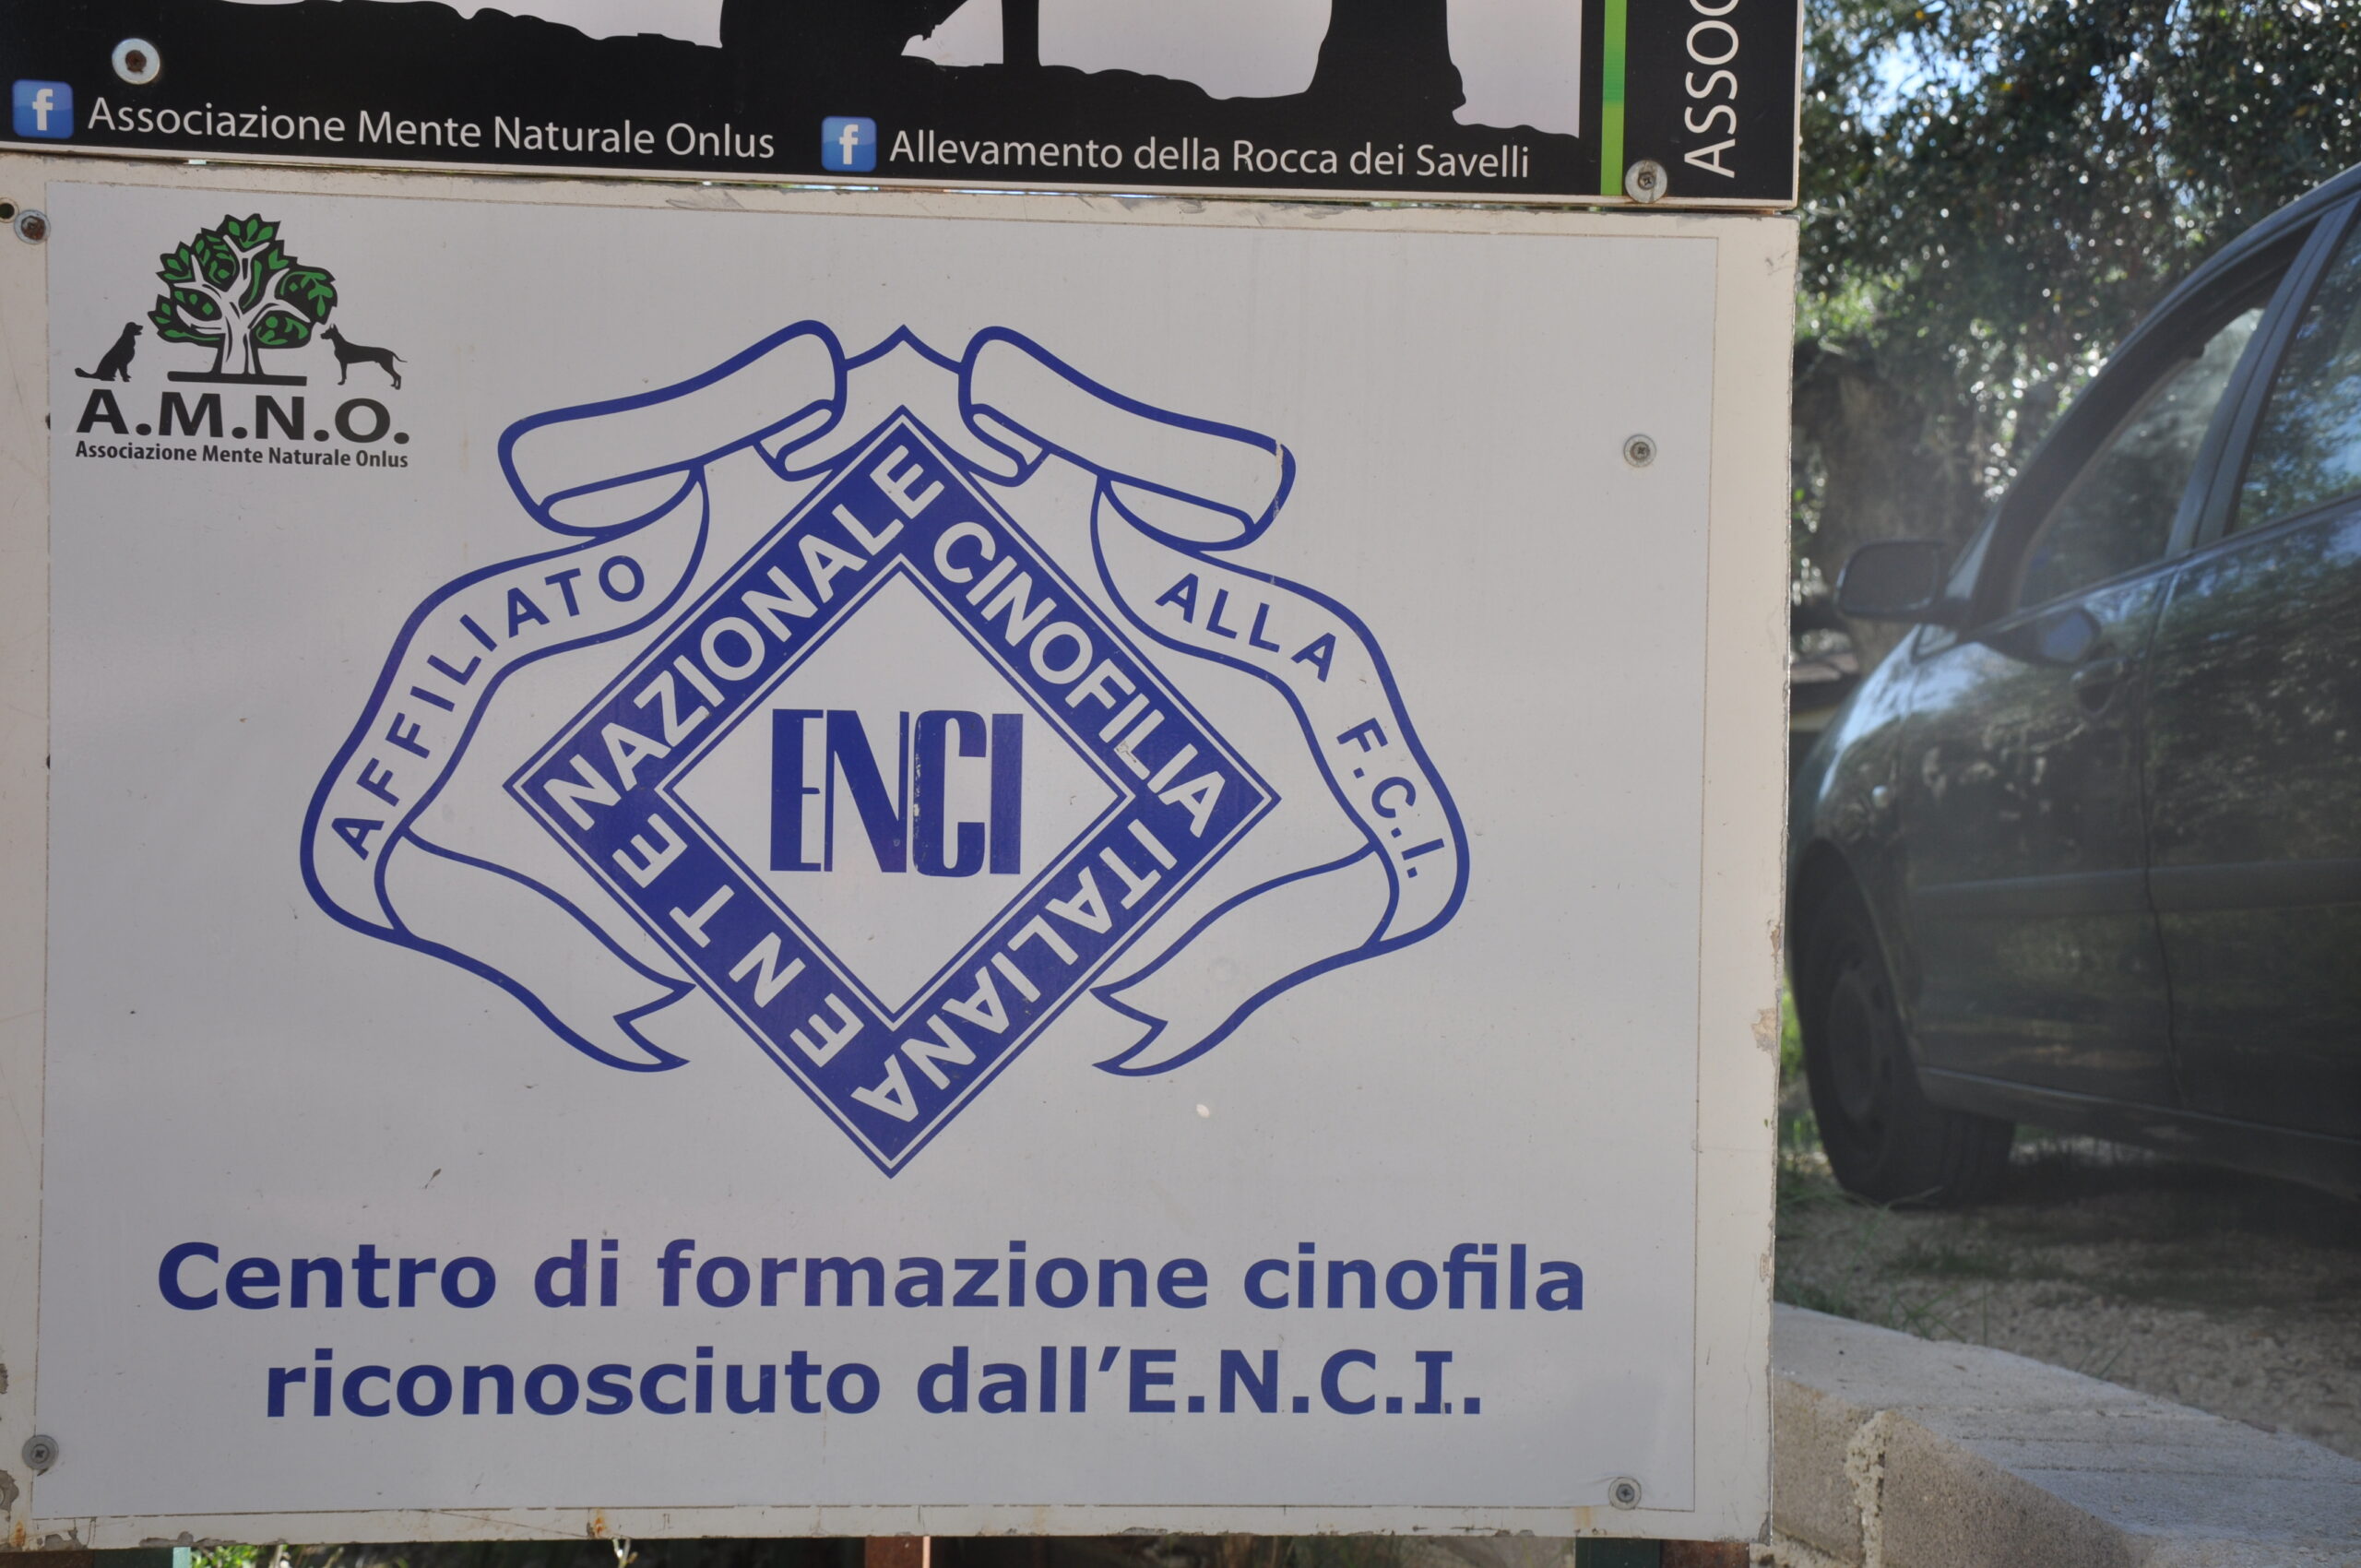 f Associazione Mente Naturale Onlus f Allevamento della Rocca dei Savelli
A.M.N.O.
Associazione Mente Naturale Onlus
AFFILIATO ALLA F.C.I.
ENTE NAZIONALE CINOFILIA ITALIANA
ENCI
Centro di formazione cinofila
riconosciuto dall'E.N.C.I.